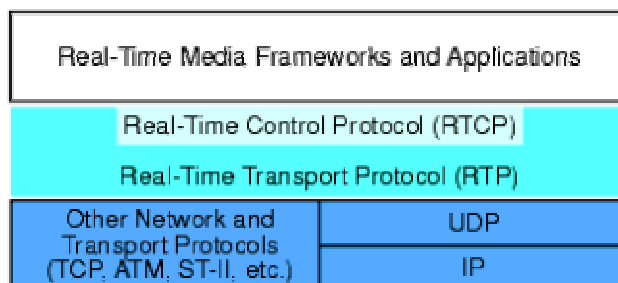 Real-Time Media Frameworks and Applications
Real-Time Control Protocol (RTCP)
Real-Time Transport Protocol (RTP)
Other Network and
Transport Protocols
(TCP, ATM, ST-II, etc.)
UDP
IP